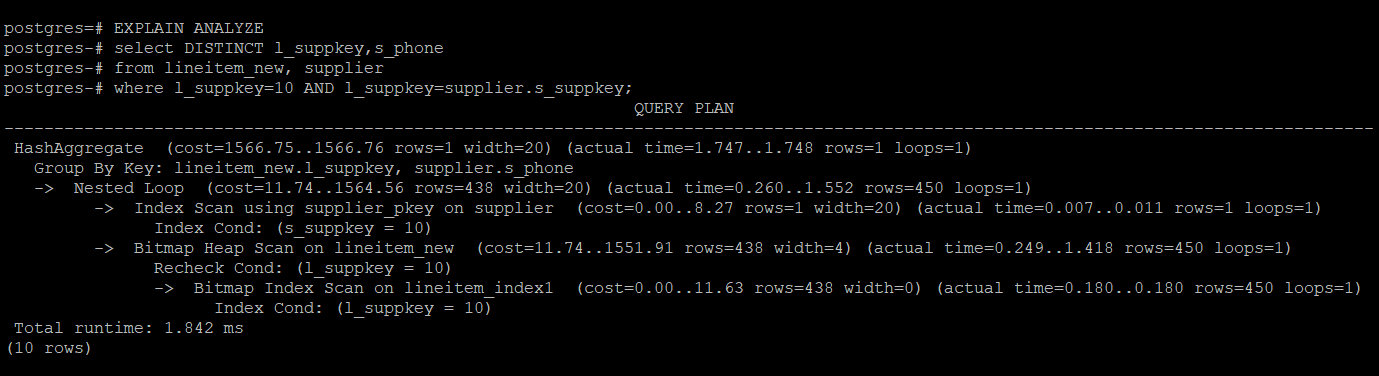 postgres=# EXPLAIN ANALYZE
postgres-# select DISTINCT l_suppkey,s_phone
postgres-# from lineitem_new, supplier
postgres-# where l_suppkey=10 AND l_suppkey=supplier.s_suppkey;
QUERY PLAN
-----------------------------------------------------------------------------------------------------------------------------------------
HashAggregate  (cost=1566.75..1566.76 rows=1 width=20) (actual time=1.747..1.748 rows=1 loops=1)
Group By Key: lineitem_new.l_suppkey, supplier.s_phone
->  Nested Loop  (cost=11.74..1564.56 rows=438 width=20) (actual time=0.260..1.552 rows=450 loops=1)
->  Index Scan using supplier_pkey on supplier  (cost=0.00..8.27 rows=1 width=20) (actual time=0.007..0.011 rows=1 loops=1)
Index Cond: (s_suppkey = 10)
->  Bitmap Heap Scan on lineitem_new  (cost=11.74..1551.91 rows=438 width=4) (actual time=0.249..1.418 rows=450 loops=1)
Recheck Cond: (l_suppkey = 10)
->  Bitmap Index Scan on lineitem_index1  (cost=0.00..11.63 rows=438 width=0) (actual time=0.180..0.180 rows=450 loops=1)
Index Cond: (l_suppkey = 10)
Total runtime: 1.842 ms
(10 rows)